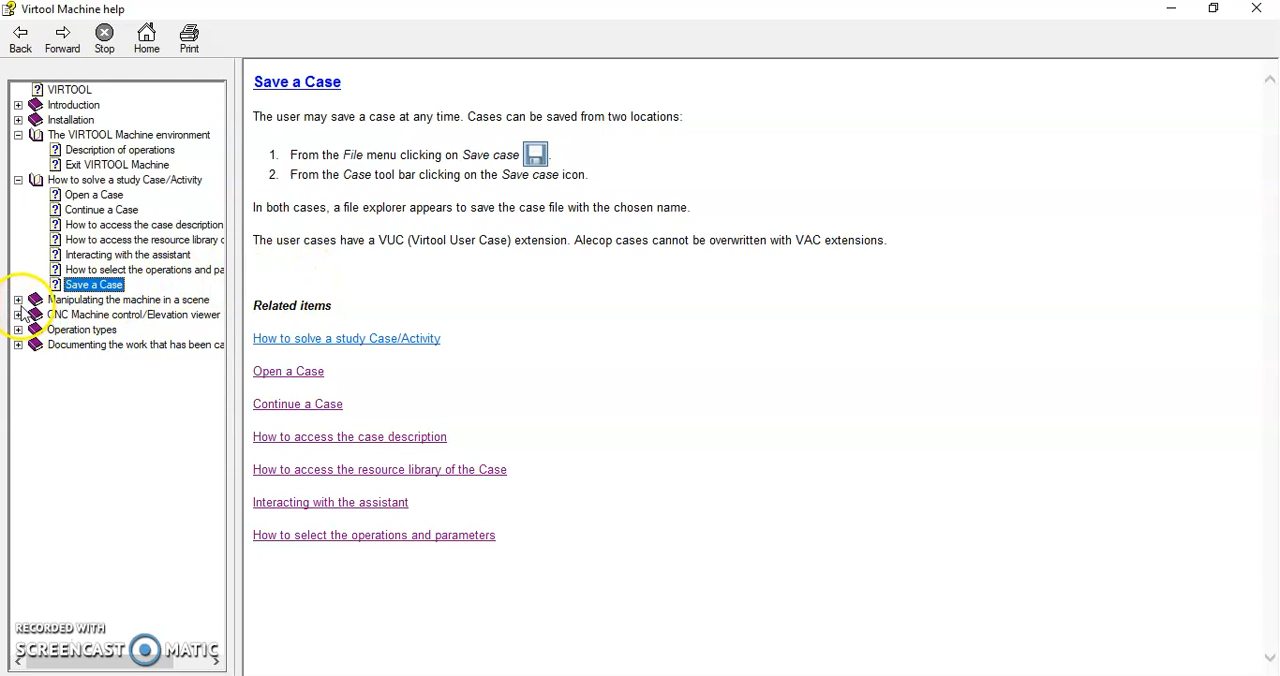 Virtool Machine help
Back Forward Stop Home Print
VIRTOOL
Introduction
Installation
The VIRTOOL Machine environment
Description of operations
Exit VIRTOOL Machine
How to solve a study Case/Activity
Open a Case
Continue a Case
How to access the case description
How to access the resource library c
Interacting with the assistant
How to select the operations and pa
Save a Case
Manipulating the machine in a scene
CNC Machine control/Elevation viewer
Operation types
Documenting the work that has been ca
RECORDED WITH
SCREENCAST MATIC
Save a Case
The user may save a case at any time. Cases can be saved from two locations:
1. From the File menu clicking on Save case .
2. From the Case tool bar clicking on the Save case icon.
In both cases, a file explorer appears to save the case file with the chosen name.
The user cases have a VUC (Virtool User Case) extension. Alecop cases cannot be overwritten with VAC extensions.
Related items
How to solve a study Case/Activity
Open a Case
Continue a Case
How to access the case description
How to access the resource library of the Case
Interacting with the assistant
How to select the operations and parameters